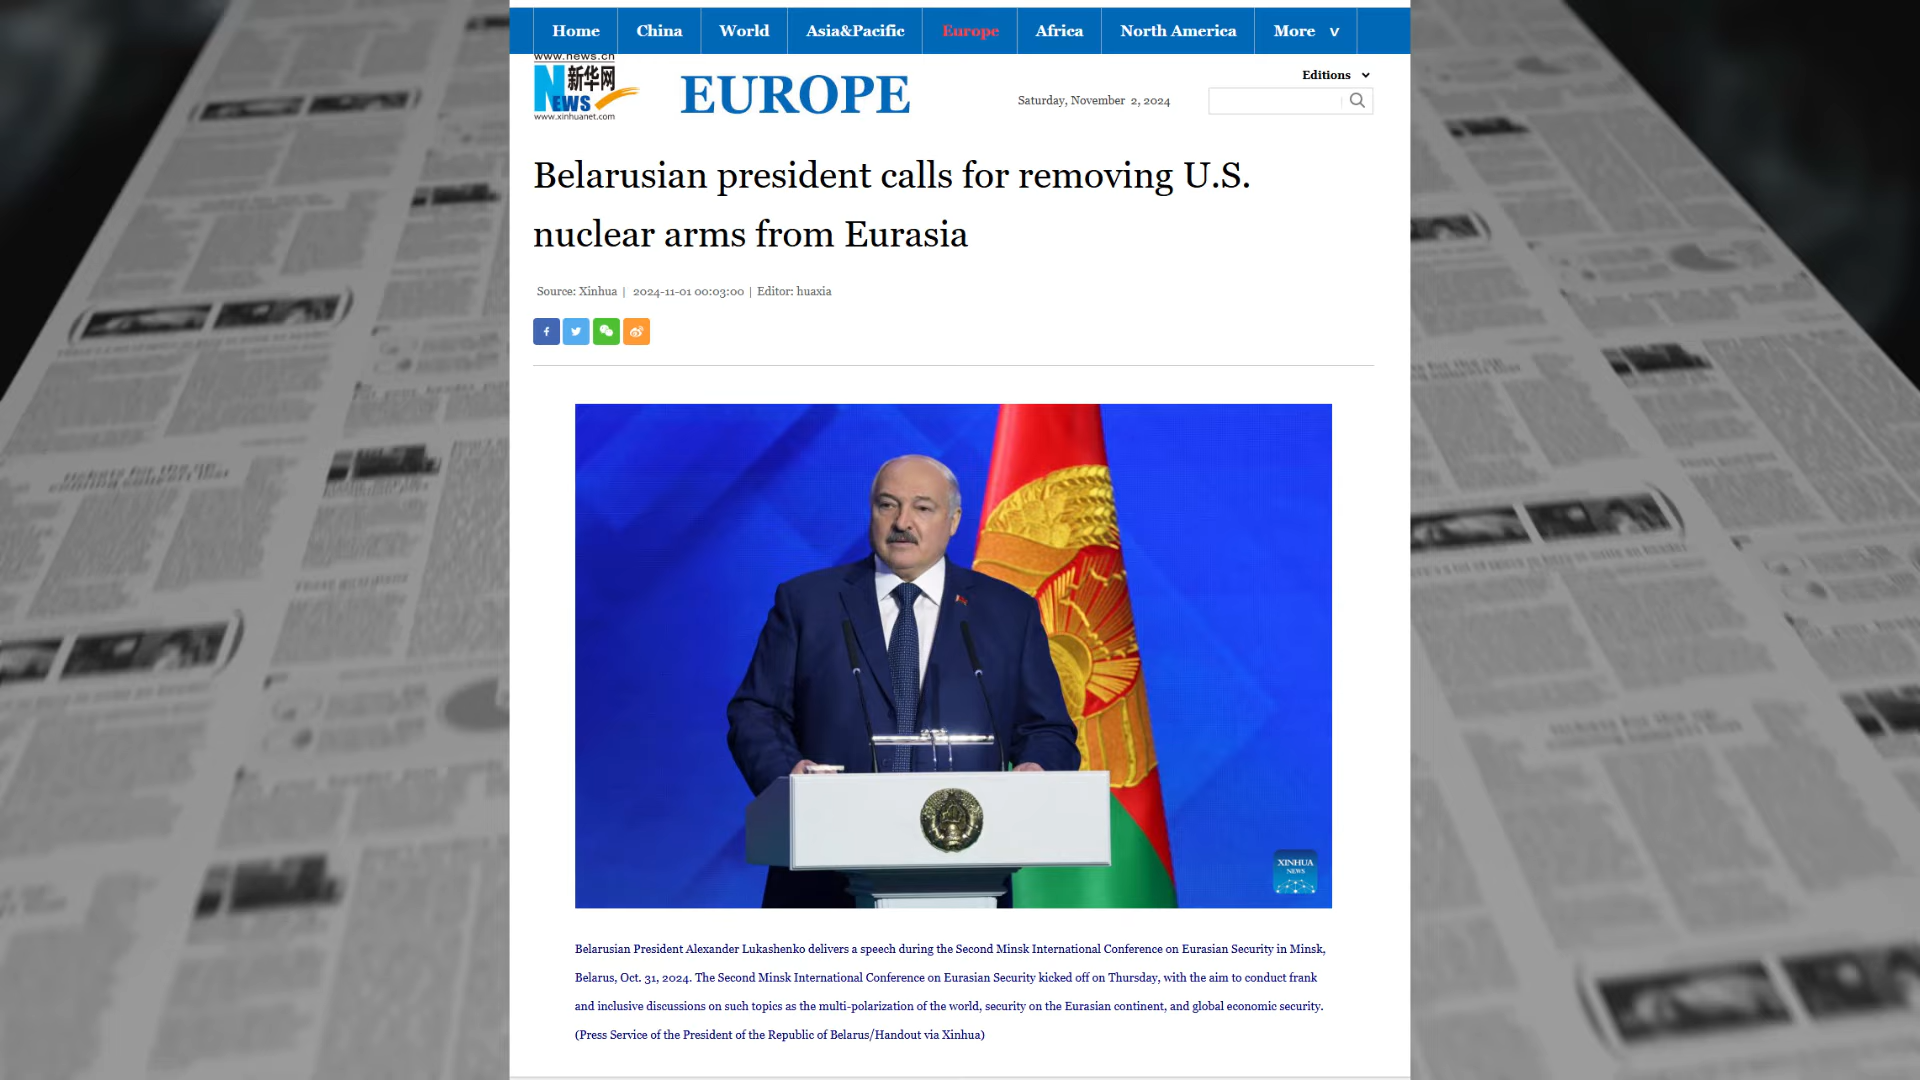 Home China World Asia&Pacific Europe Africa North America More v
www.news.cn
新华网
NEWS
www.xinhuanet.com
EUROPE
Saturday, November 2, 2024
Editions
Belarusian president calls for removing U.S.
nuclear arms from Eurasia
Source: Xinhua | 2024-11-01 00:03:00 | Editor: huaxia
XINHUA
NEWS
Belarusian President Alexander Lukashenko delivers a speech during the Second Minsk International Conference on Eurasian Security in Minsk,
Belarus, Oct. 31, 2024. The Second Minsk International Conference on Eurasian Security kicked off on Thursday, with the aim to conduct frank
and inclusive discussions on such topics as the multi-polarization of the world, security on the Eurasian continent, and global economic security.
(Press Service of the President of the Republic of Belarus/Handout via Xinhua)